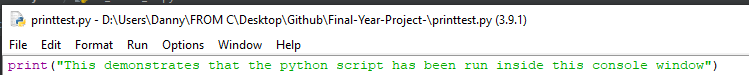 printtest.py - D:\Users\Danny\FROM C\Desktop\Github\Final-Year-Project-\printtest.py (3.9.1)
File Edit Format Run Options Window Help
print("This demonstrates that the python script has been run inside this console window")